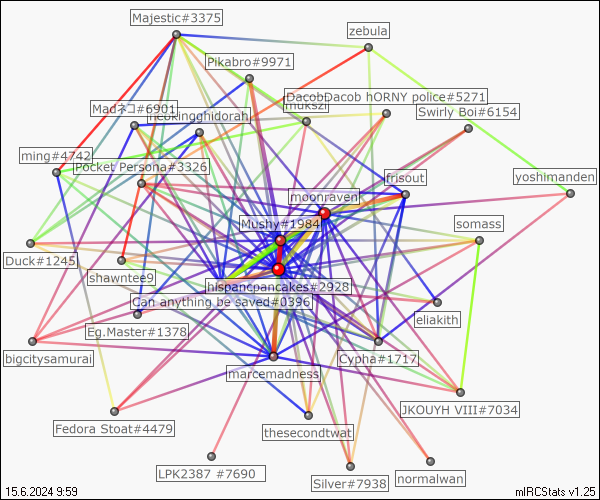 Majestic#3375
zebula
Pikabro#9971
DacobDacob hORNY police#5271
mukszi
Swirly Boi#6154
Madネコ#6901
neckingghidorah
ming#4742
Pocket Persona#3326
frisout
yoshimanden
moonraven
Mushy#1984
somass
Duck#1245
shawntee9
hispancpancakes#2928
Can anything be saved#0396
eliakith
Eg.Master#1378
bigcitysamurai
Cypha#1717
marcemadness
JKOUYH VIII#7034
Fedora Stoat#4479
thesecondtwat
LPK2387 #7690
Silver#7938
normalwan
15.6.2024 9:59
mIRCStats v1.25